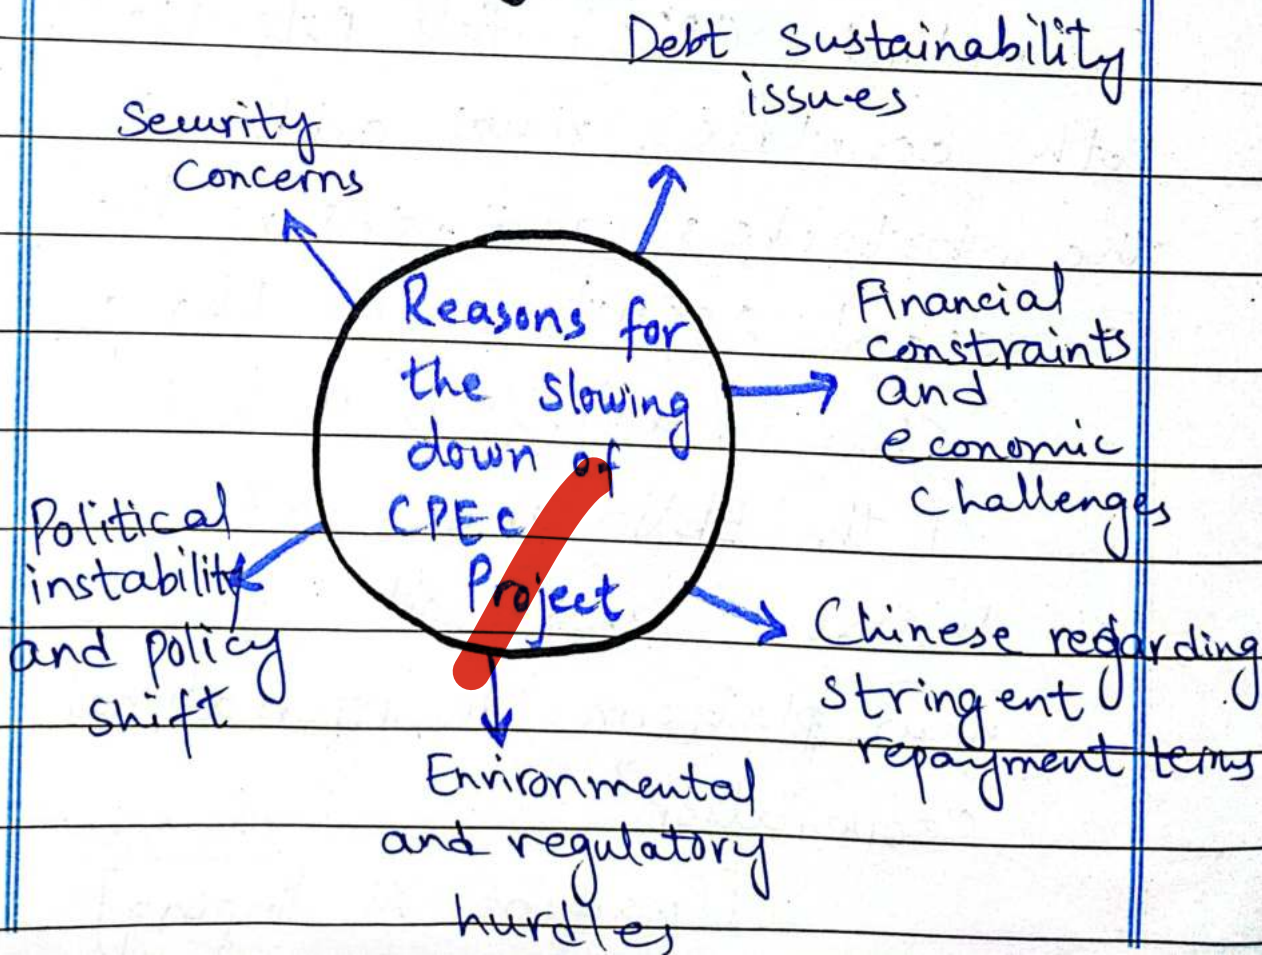 Debt sustainability
issues
Security
Concerns
Reasons for
the slowing
down of
CPEC
Project
Financial
constraints
and
economic
challenges
Chinese regarding
stringent
repayment terms
Environmental
and regulatory
hurdles
Political
instability
and policy
shift